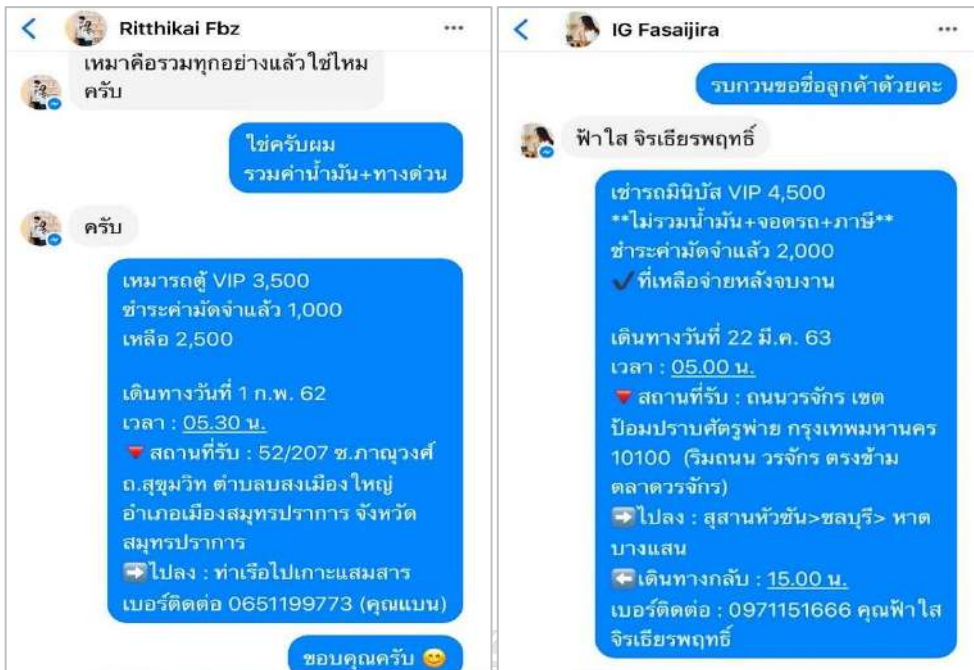 Ritthikai Fbz
เหมาคือรวมทุกอย่างแล้วใช่ไหม
ครับ
ใช่ครับผม
รวมค่าน้ำมัน+ทางด่วน
ครับ
เหมารถตู้ VIP 3,500
ชำระค่ามัดจำแล้ว 1,000
เหลือ 2,500
เดินทางวันที่ 1 ก.พ. 62
เวลา : 05.30 น.
🔻 สถานที่รับ : 52/207 ซ.ภาณุวงศ์
ถ.สุขุมวิท ตำบลบสงเมืองใหญ่
อำเภอเมืองสมุทรปราการ จังหวัด
สมุทรปราการ
➡️ไปลง : ท่าเรือไปเกาะแสมสาร
เบอร์ติดต่อ 0651199773 (คุณแบน)
ขอบคุณครับ 😊
IG Fasaijira
รบกวนขอชื่อลูกค้าด้วยคะ
ฟ้าใส จิรเธียรพฤทธิ์
เช่ารถมินิบัส VIP 4,500
**ไม่รวมน้ำมัน+จอดรถ+ภาษี**
ชำระค่ามัดจำแล้ว 2,000
✔️ที่เหลือจ่ายหลังจบงาน
เดินทางวันที่ 22 มี.ค. 63
เวลา : 05.00 น.
🔻 สถานที่รับ : ถนนวรจักร เขต
ป้อมปราบศัตรูพ่าย กรุงเทพมหานคร
10100 (ริมถนน วรจักร ตรงข้าม
ตลาดวรจักร)
➡️ไปลง : สุสานหัวซัน>ชลบุรี> หาด
บางแสน
⬅️เดินทางกลับ : 15.00 น.
เบอร์ติดต่อ : 0971151666 คุณฟ้าใส
จิรเธียรพฤทธิ์